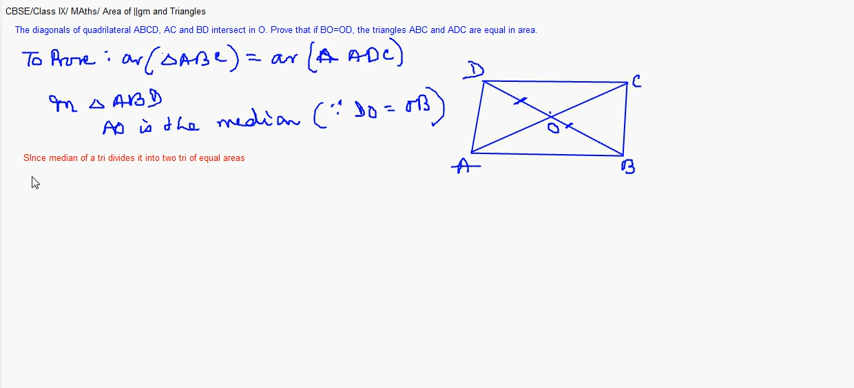 CBSE/Class IX/ MAths/ Area of ||gm and Triangles
The diagonals of quadrilateral ABCD, AC and BD intersect in O. Prove that if BO=OD, the triangles ABC and ADC are equal in area.
To Prove : ar(△ABC) = ar(△ ADC)
In △ ABD
AO is the median (∵ DO = OB)
SInce median of a tri divides it into two tri of equal areas
D
C
O
A
B